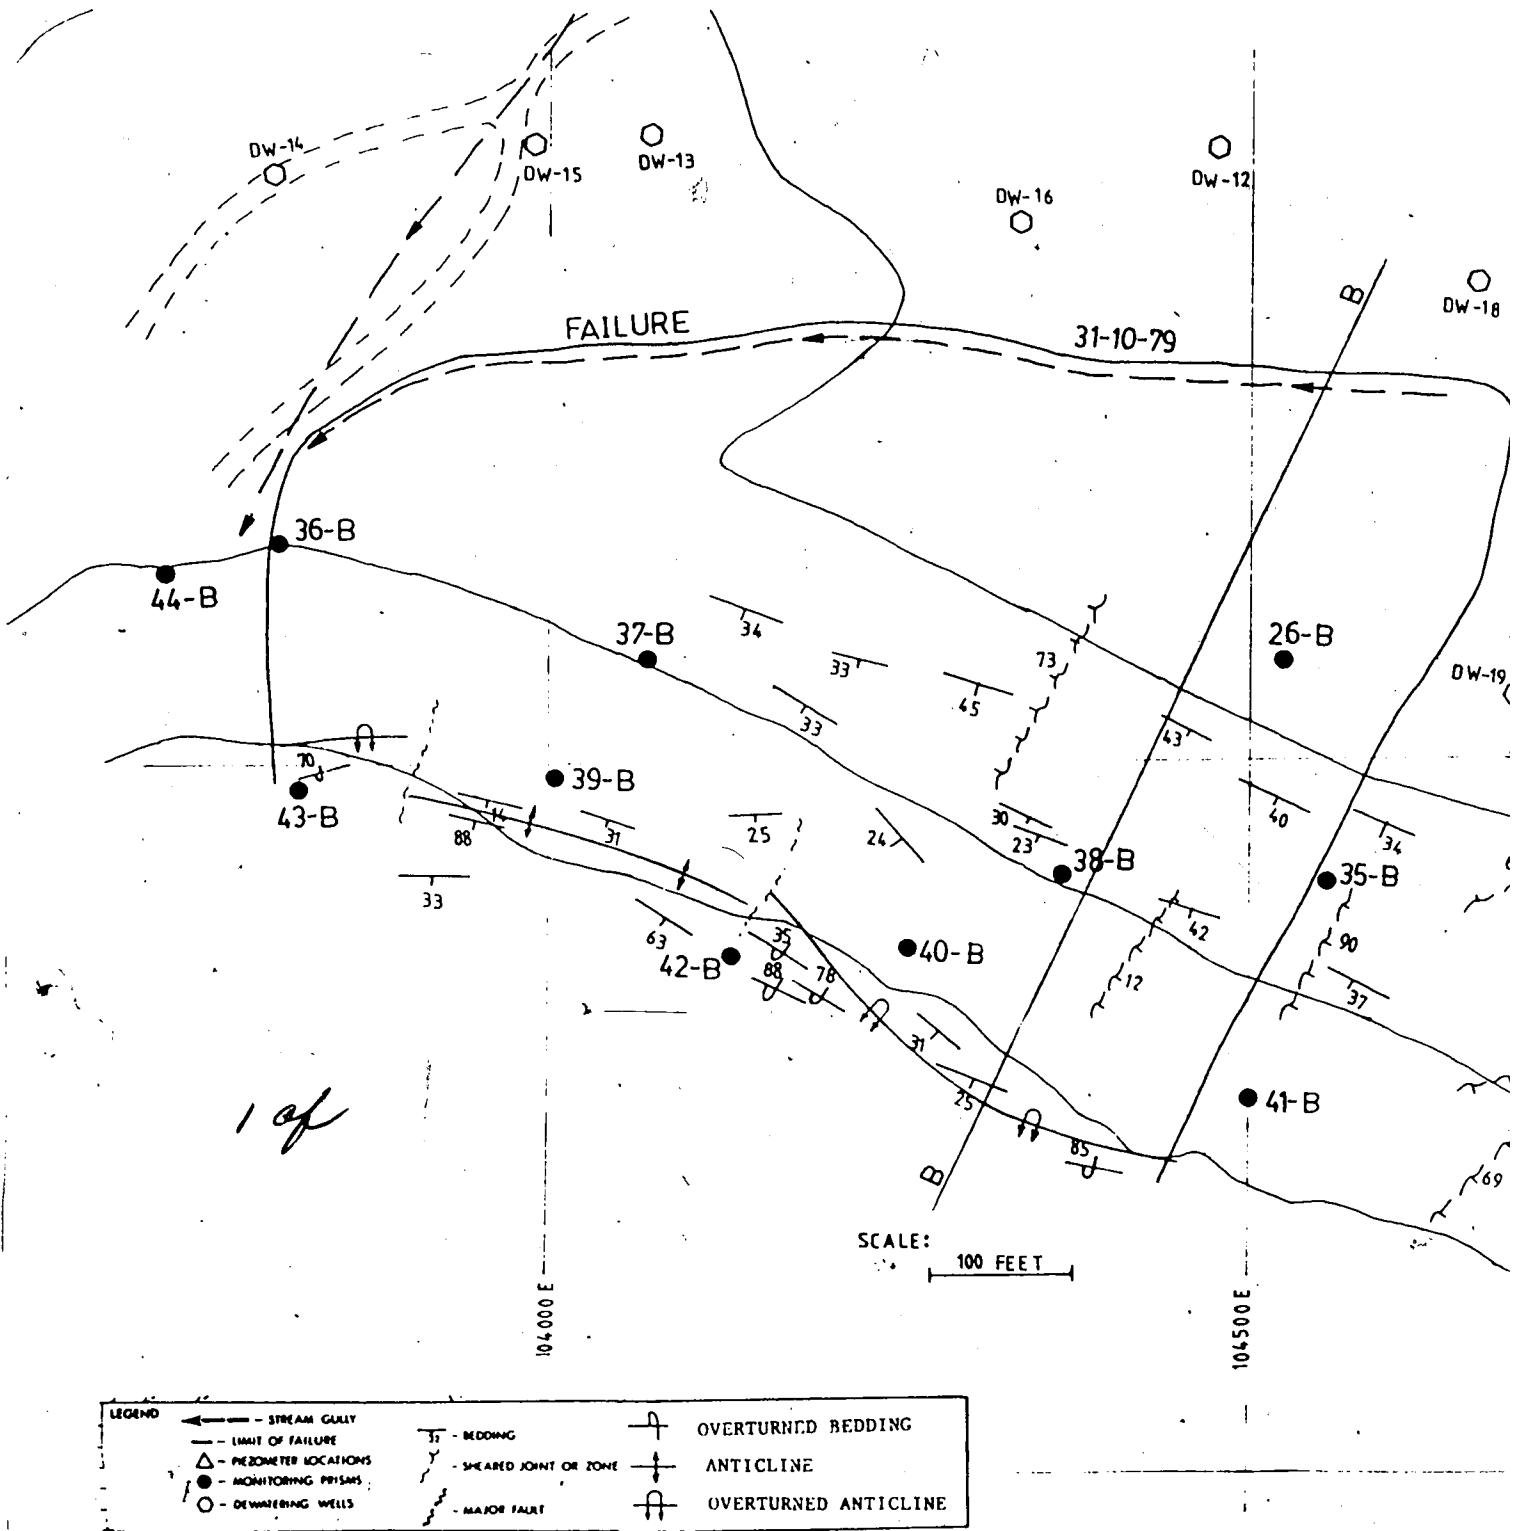 DW-14
DW-15
DW-13
DW-16
DW-12
DW-18
B
FAILURE
31-10-79
36-B
44-B
37-B
34
33
45
73
26-B
DW-19
33
43
70
43-B
39-B
14
88
31
25
24
30
23
38-B
40
34
35-B
33
63
42-B
35
88
78
40-B
42
12
90
37
31
25
41-B
85
69
B
1 of
SCALE:
100 FEET
104000 E
104500 E
LEGEND
- STREAM GULLY
- LIMIT OF FAILURE
- PIEZOMETER LOCATIONS
- MONITORING PRISMS
- DEWATERING WELLS
32 - BEDDING
- SHEARED JOINT OR ZONE
- MAJOR FAULT
OVERTURNED BEDDING
ANTICLINE
OVERTURNED ANTICLINE